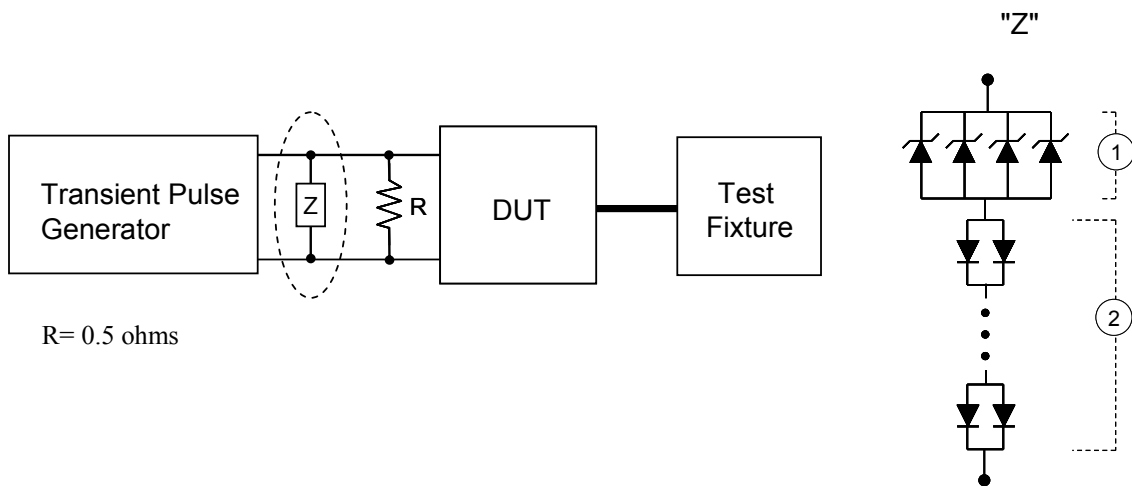 "Z"
Transient Pulse
Generator
Z
R
DUT
Test
Fixture
1
2
R= 0.5 ohms